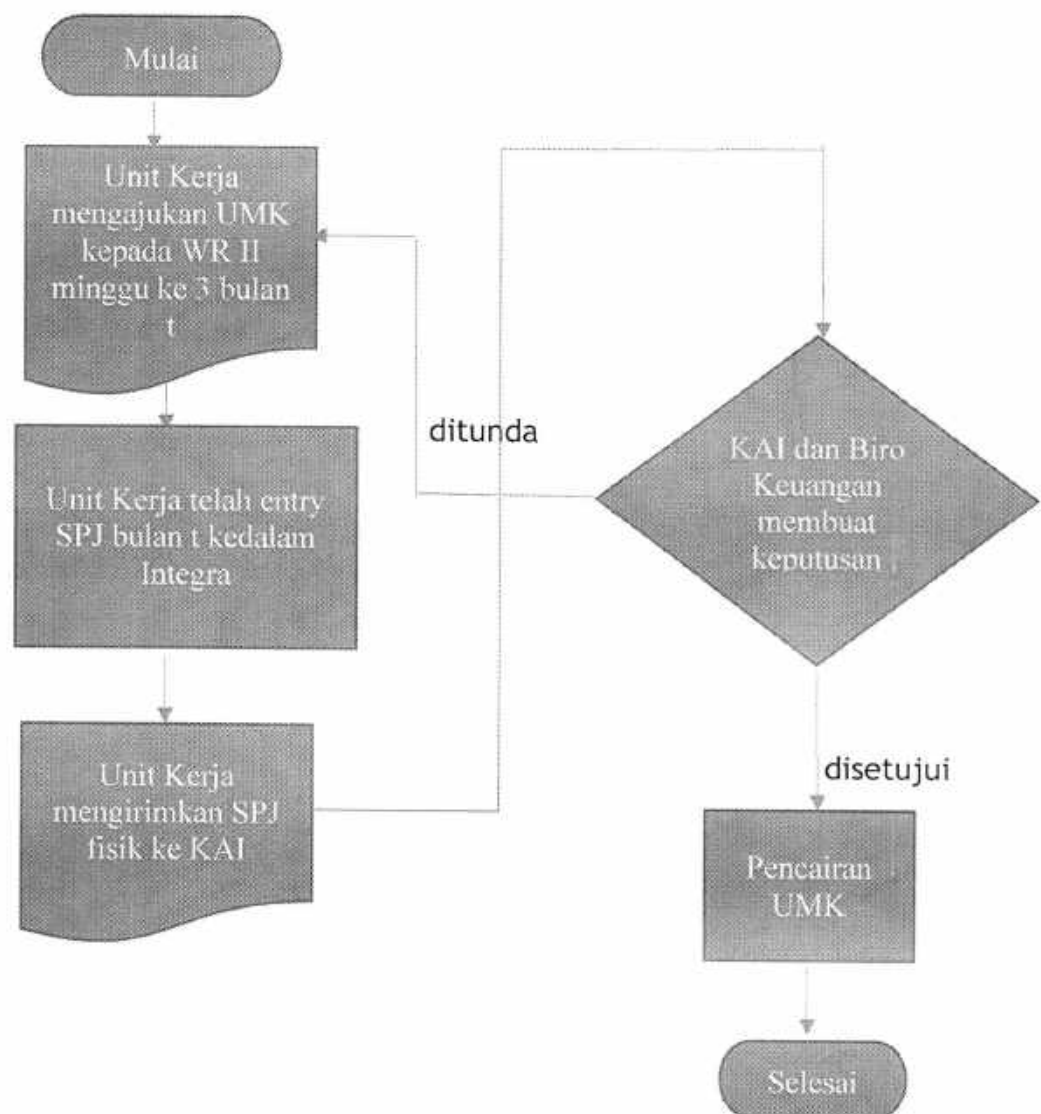 Mulai
Unit Kerja
mengajukan UMK
kepada WR II
minggu ke 3 bulan
t
Unit Kerja telah entry
SPJ bulan t kedalam
Integra
Unit Kerja
mengirimkan SPJ
fisik ke KAI
ditunda
KAI dan Biro
Keuangan
membuat
keputusan
disetujui
Pencairan
UMK
Selesai